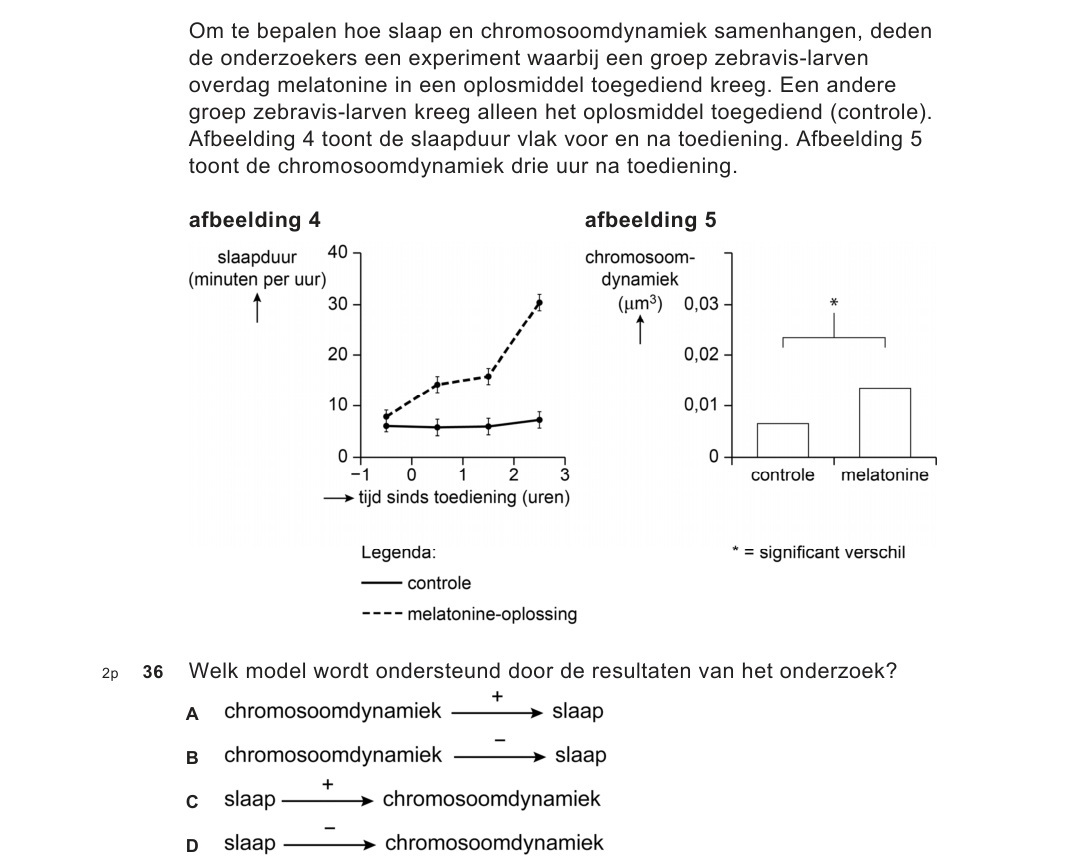 Om te bepalen hoe slaap en chromosoomdynamiek samenhangen, deden
de onderzoekers een experiment waarbij een groep zebravis-larven
overdag melatonine in een oplosmiddel toegediend kreeg. Een andere
groep zebravis-larven kreeg alleen het oplosmiddel toegediend (controle).
Afbeelding 4 toont de slaapduur vlak voor en na toediening. Afbeelding 5
toont de chromosoomdynamiek drie uur na toediening.
afbeelding 4
slaapduur
(minuten per uur)
40
30
20
10
0
−1 0 1 2 3
tijd sinds toediening (uren)
Legenda:
controle
melatonine-oplossing
afbeelding 5
chromosoom-
dynamiek
(μm³)
0,03
0,02
0,01
0
*
controle melatonine
* = significant verschil
2p 36 Welk model wordt ondersteund door de resultaten van het onderzoek?
A chromosoomdynamiek + slaap
B chromosoomdynamiek − slaap
C slaap + chromosoomdynamiek
D slaap − chromosoomdynamiek